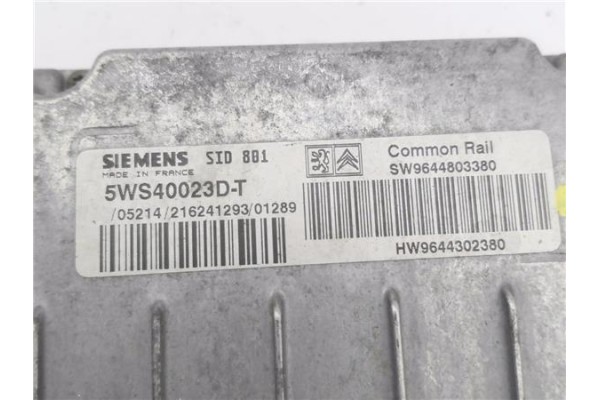 SIEMENS SID 801
MADE IN FRANCE
5WS40023D-T
/05214/216241293/01289
Common Rail
SW9644803380
HW9644302380